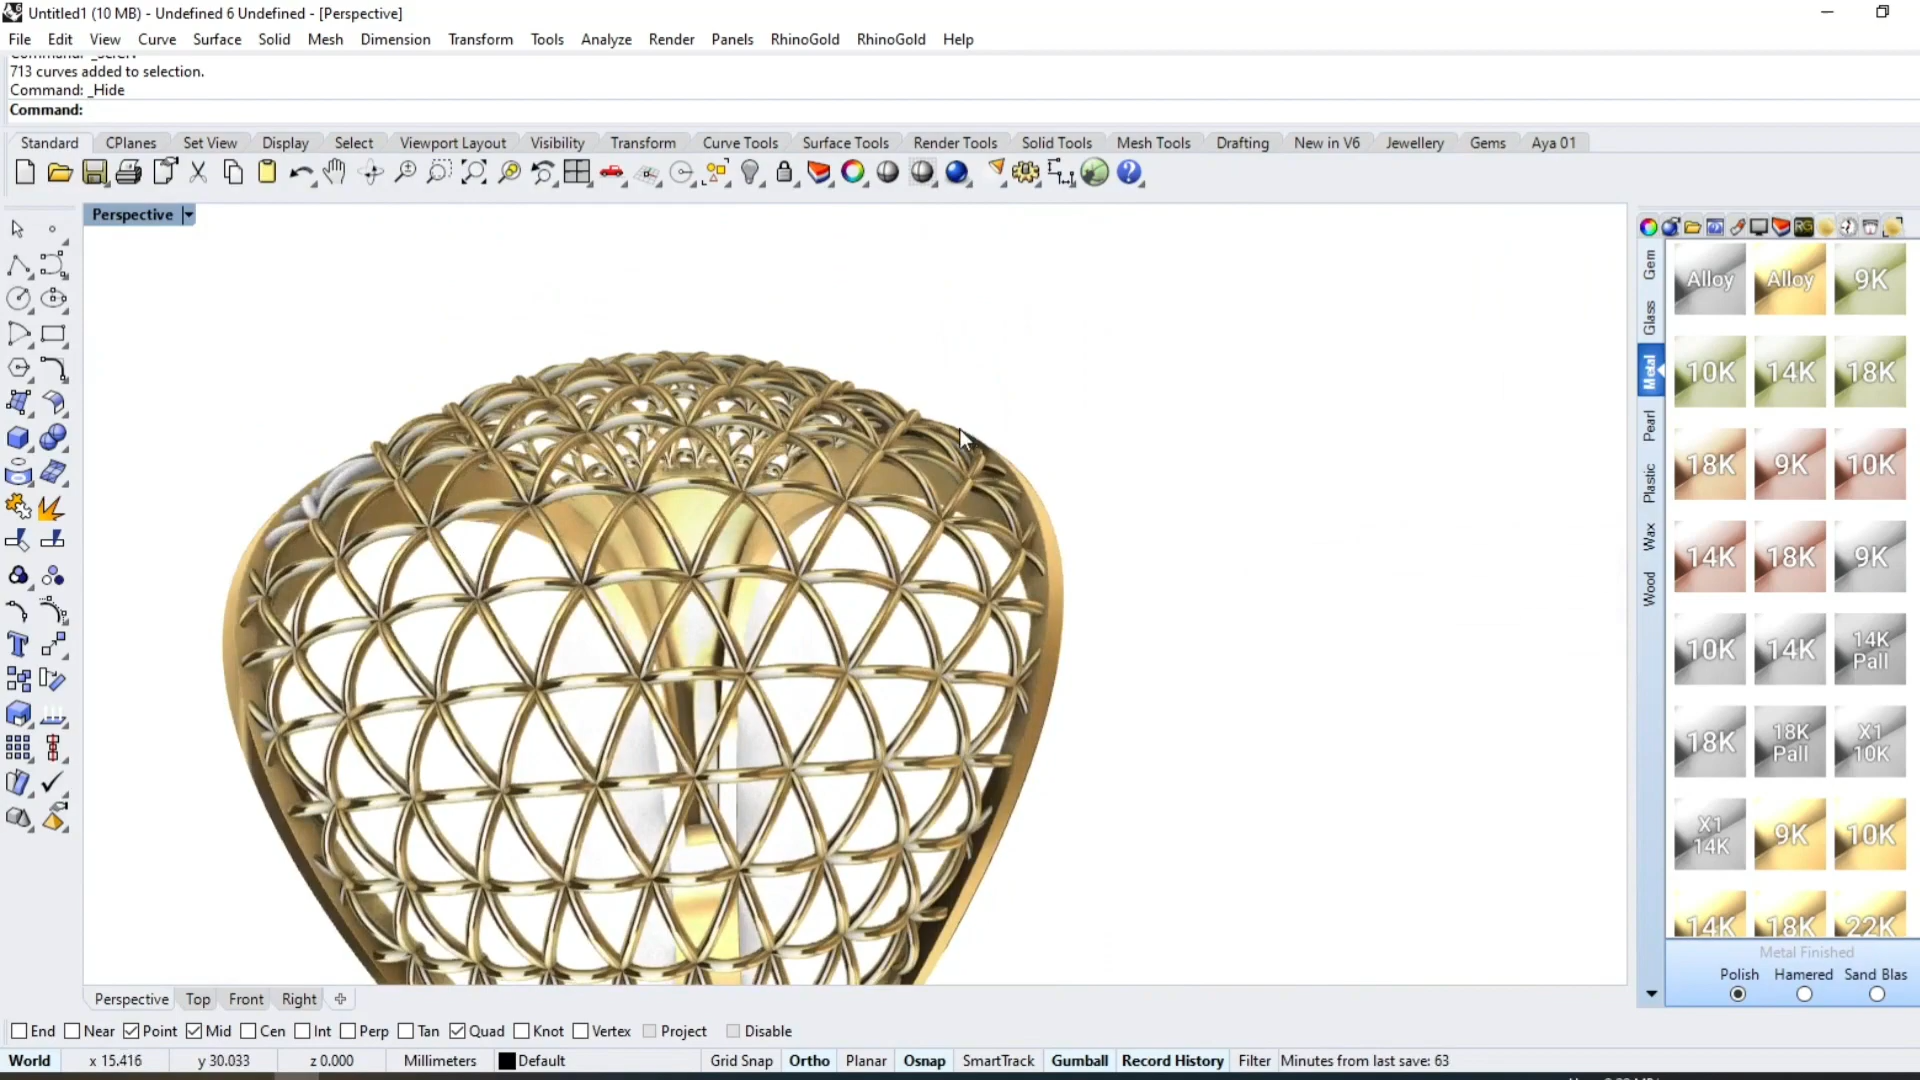 Untitled1 (10 MB) - Undefined 6 Undefined - [Perspective]
File Edit View Curve Surface Solid Mesh Dimension Transform Tools Analyze Render Panels RhinoGold RhinoGold Help
713 curves added to selection.
Command: _Hide
Command:
Standard CPlanes Set View Display Select Viewport Layout Visibility Transform Curve Tools Surface Tools Render Tools Solid Tools Mesh Tools Drafting New in V6 Jewellery Gems Aya 01
Perspective
Gem
Glass
Metal
Pearl
Plastic
Wax
Wood
Alloy Alloy 9K
10K 14K 18K
18K 9K 10K
14K 18K 9K
10K 14K 14K Pall
18K 18K Pall X1 10K
X1 14K 9K 10K
14K 18K 22K
Metal Finished
Polish Hammered Sand Blas
Perspective Top Front Right
End Near Point Mid Cen Int Perp Tan Quad Knot Vertex Project Disable
World x 15.416 y 30.033 z 0.000 Millimeters Default Grid Snap Ortho Planar Osnap SmartTrack Gumball Record History Filter Minutes from last save: 63